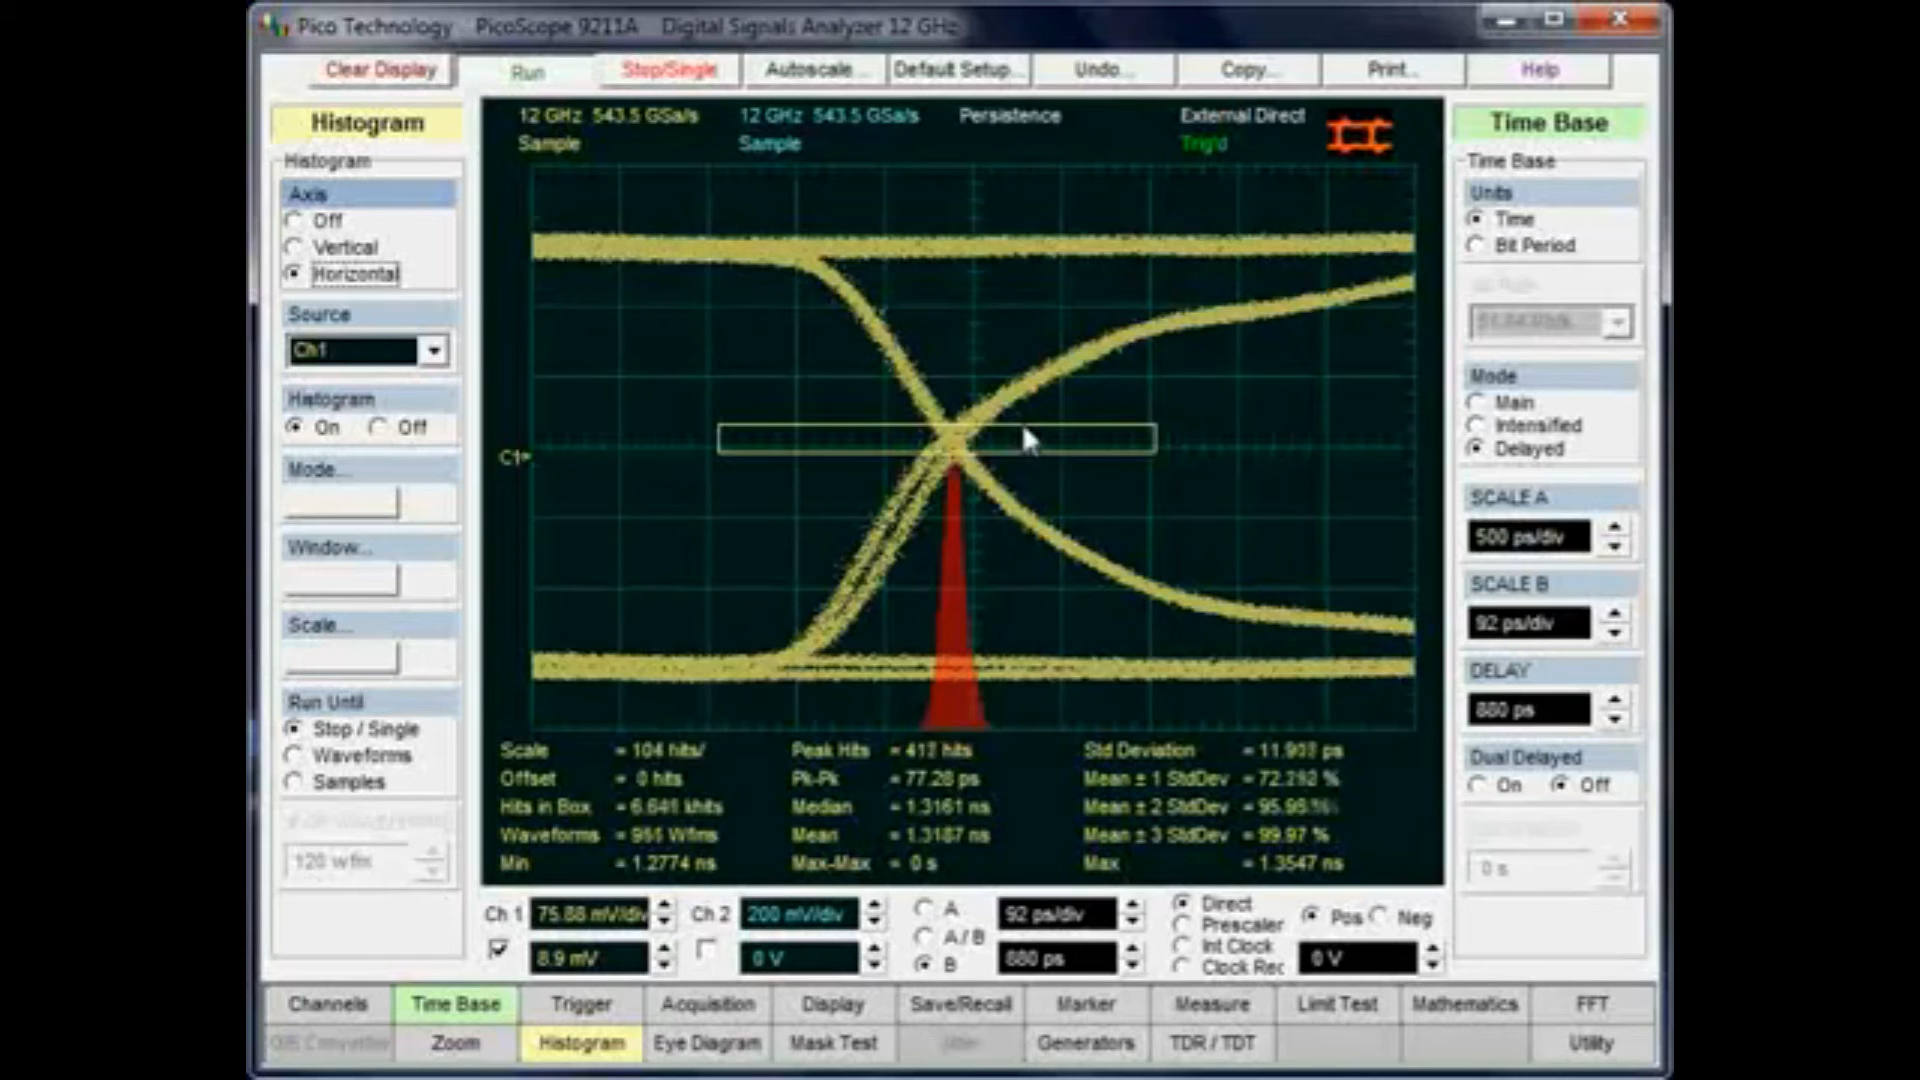 Pico Technology PicoScope 9211A Digital Signals Analyzer 12 GHz
Clear Display Run Stop/Single Autoscale... Default Setup... Undo... Copy... Print... Help
Histogram
Histogram
Axis
Off
Vertical
Horizontal
Source
Ch1
Histogram
On Off
Mode...
Window...
Scale...
Run Until
Stop / Single
Waveforms
Samples
120 wfm
12 GHz 543.5 GSa/s 12 GHz 543.5 GSa/s Persistence External Direct
Sample Sample Trig'd
C1
Scale = 104 hits/ Peak Hits = hits Std Deviation = ps
Offset = 0 hits Pk-Pk = 77.28 ps Mean ± 1 StdDev = %
Hits in Box = khits Median = 1.3161 ns Mean ± 2 StdDev =
Waveforms = Wfms Mean = 1.3187 ns Mean ± 3 StdDev = 99.97 %
Min = 1.2774 ns Max-Max = 0 s Max = 1.3547 ns
Ch 1 75.88 mV/div Ch 2 200 mV/div A 92 ps/div Direct Pos Neg
A / B Prescaler
8.9 mV 0 V B 880 ps Int Clock 0 V
Clock Rec
Time Base
Time Base
Units
Time
Bit Period
Mode
Main
Intensified
Delayed
SCALE A
500 ps/div
SCALE B
92 ps/div
DELAY
880 ps
Dual Delayed
On Off
0 s
Channels Time Base Trigger Acquisition Display Save/Recall Marker Measure Limit Test Mathematics FFT
Zoom Histogram Eye Diagram Mask Test Generators TDR / TDT Utility